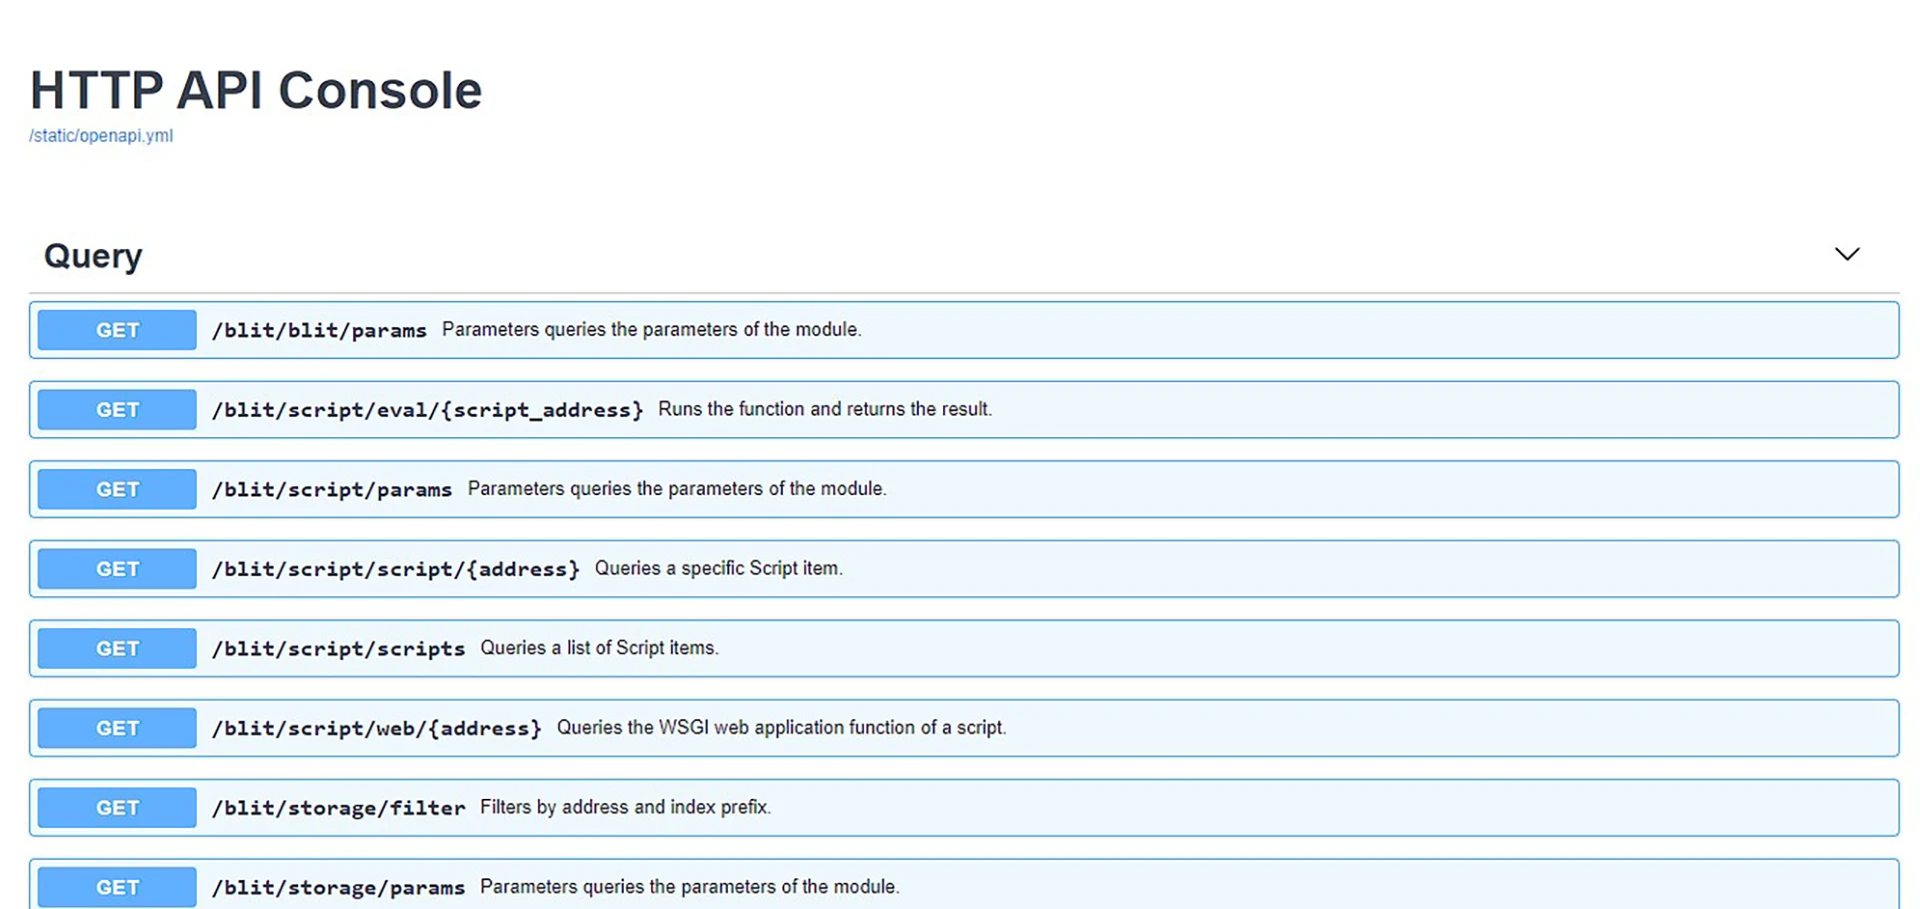 HTTP API Console
/static/openapi.yml
Query
GET /blit/blit/params Parameters queries the parameters of the module.
GET /blit/script/eval/{script_address} Runs the function and returns the result.
GET /blit/script/params Parameters queries the parameters of the module.
GET /blit/script/script/{address} Queries a specific Script item.
GET /blit/script/scripts Queries a list of Script items.
GET /blit/script/web/{address} Queries the WSGI web application function of a script.
GET /blit/storage/filter Filters by address and index prefix.
GET /blit/storage/params Parameters queries the parameters of the module.